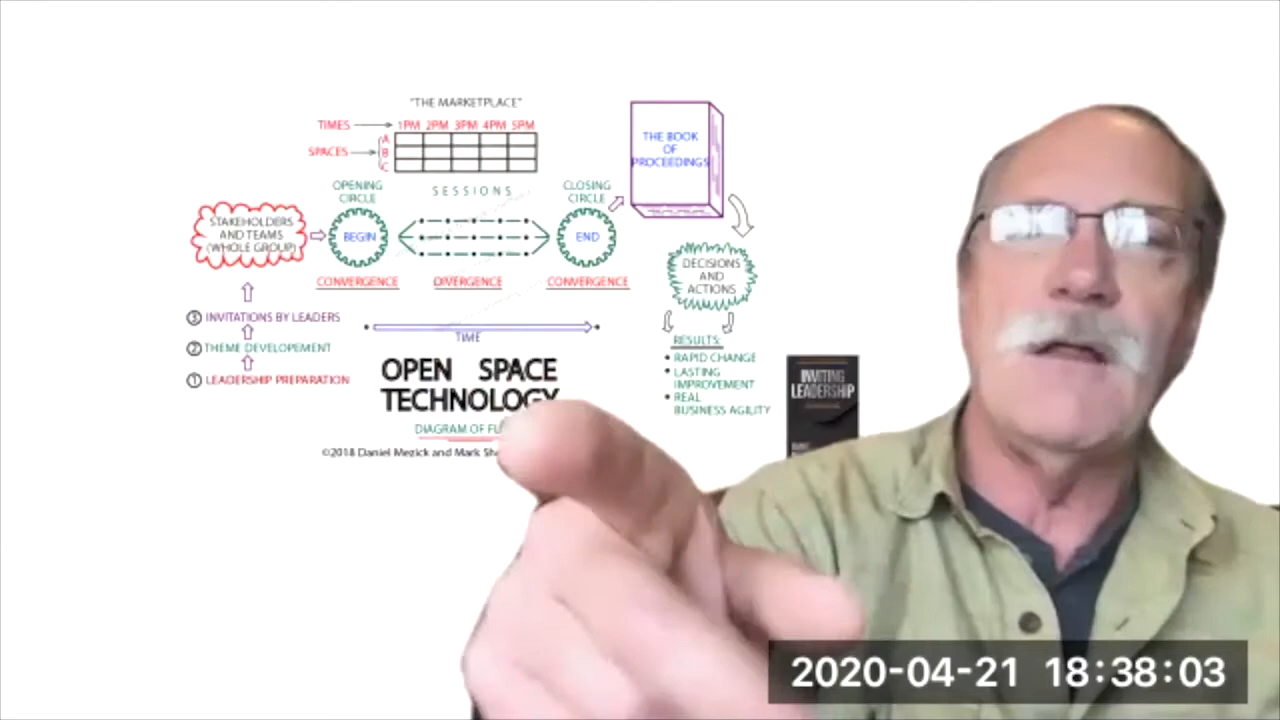 "THE MARKETPLACE"
TIMES
1PM 2PM 3PM 4PM 5PM
SPACES
A
B
C
OPENING
CIRCLE
SESSIONS
CLOSING
CIRCLE
THE BOOK
OF
PROCEEDINGS
STAKEHOLDERS
AND TEAMS
(WHOLE GROUP)
BEGIN
END
CONVERGENCE
DIVERGENCE
CONVERGENCE
DECISIONS
AND
ACTIONS
3 INVITATIONS BY LEADERS
2 THEME DEVELOPEMENT
1 LEADERSHIP PREPARATION
TIME
RESULTS:
• RAPID CHANGE
• LASTING
IMPROVEMENT
• REAL
BUSINESS AGILITY
OPEN SPACE
TECHNOLOGY
DIAGRAM OF
©2018 Daniel Mezick and Mark
INVITING
LEADERSHIP
2020-04-21 18:38:03